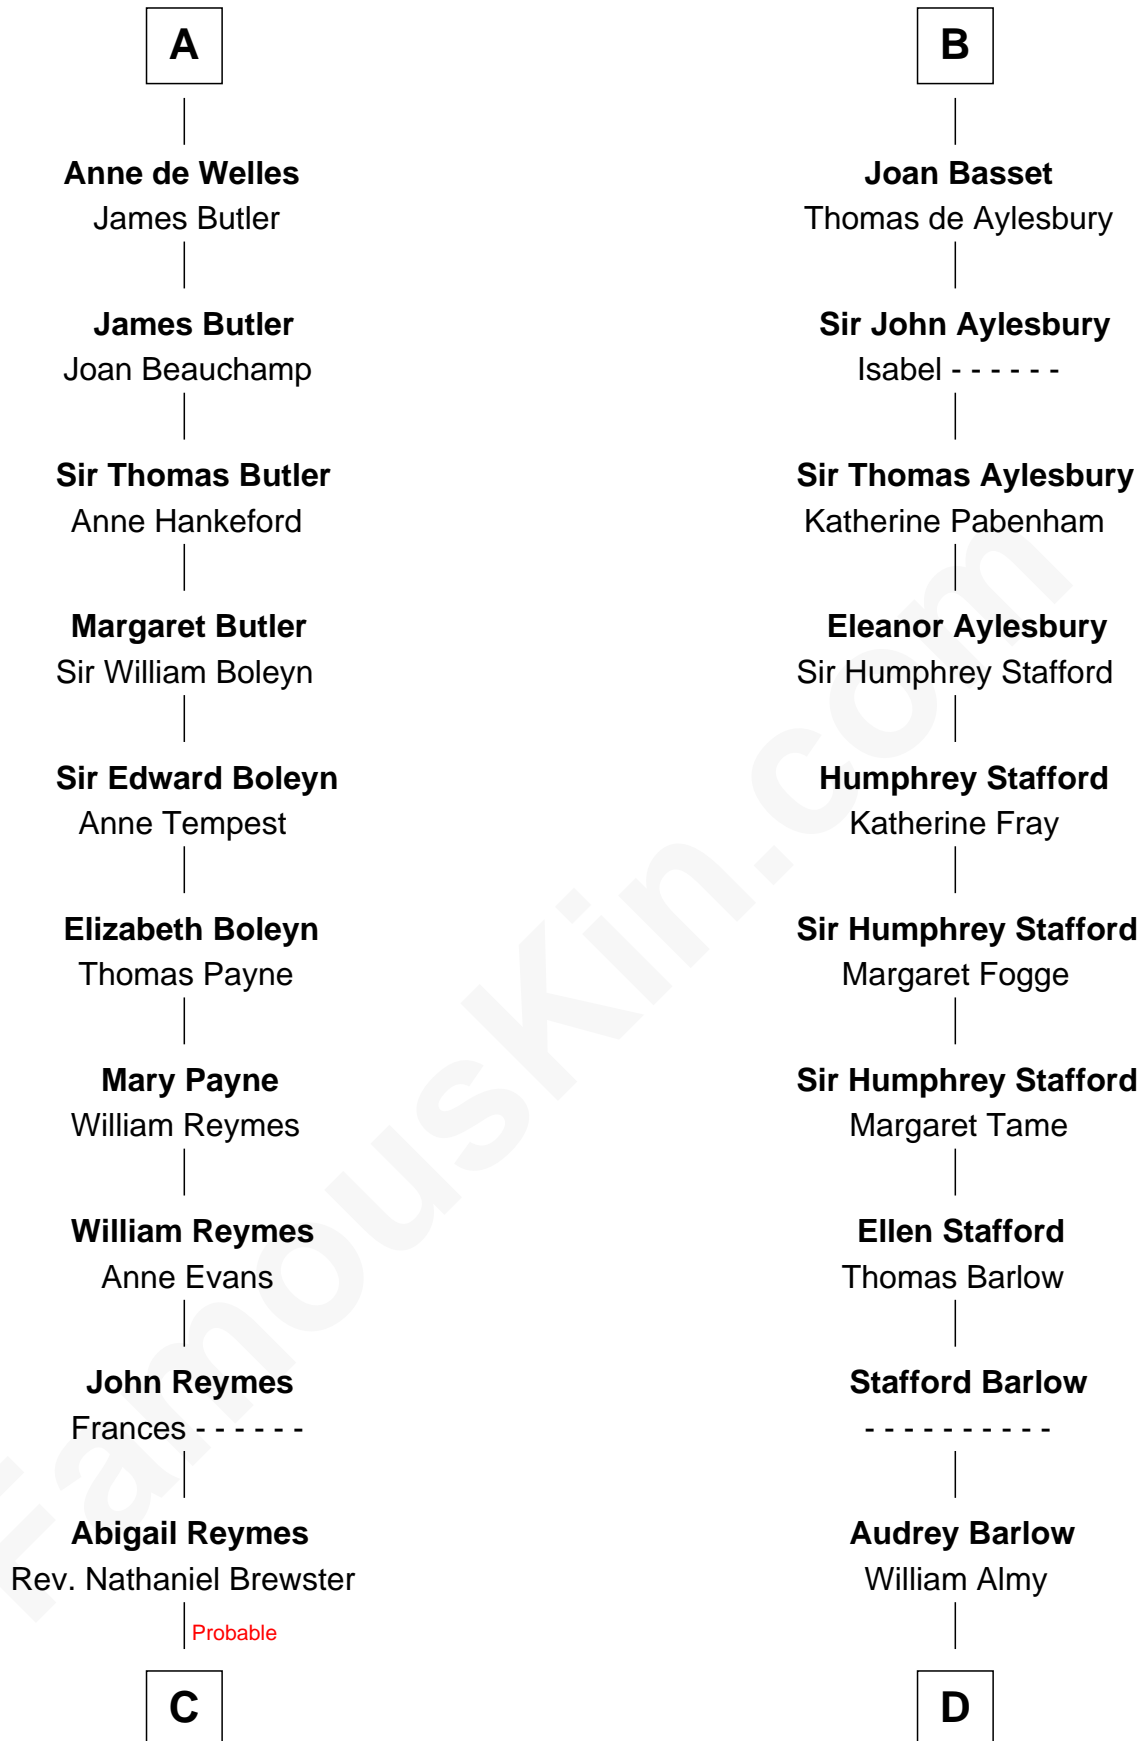 A
Anne de Welles
James Butler
James Butler
Joan Beauchamp
Sir Thomas Butler
Anne Hankeford
Margaret Butler
Sir William Boleyn
Sir Edward Boleyn
Anne Tempest
Elizabeth Boleyn
Thomas Payne
Mary Payne
William Reymes
William Reymes
Anne Evans
John Reymes
Frances - - - - - -
Abigail Reymes
Rev. Nathaniel Brewster
Probable
C
B
Joan Basset
Thomas de Aylesbury
Sir John Aylesbury
Isabel - - - - - -
Sir Thomas Aylesbury
Katherine Pabenham
Eleanor Aylesbury
Sir Humphrey Stafford
Humphrey Stafford
Katherine Fray
Sir Humphrey Stafford
Margaret Fogge
Sir Humphrey Stafford
Margaret Tame
Ellen Stafford
Thomas Barlow
Stafford Barlow
- - - - - - - - - -
Audrey Barlow
William Almy
D
FamousKin.com